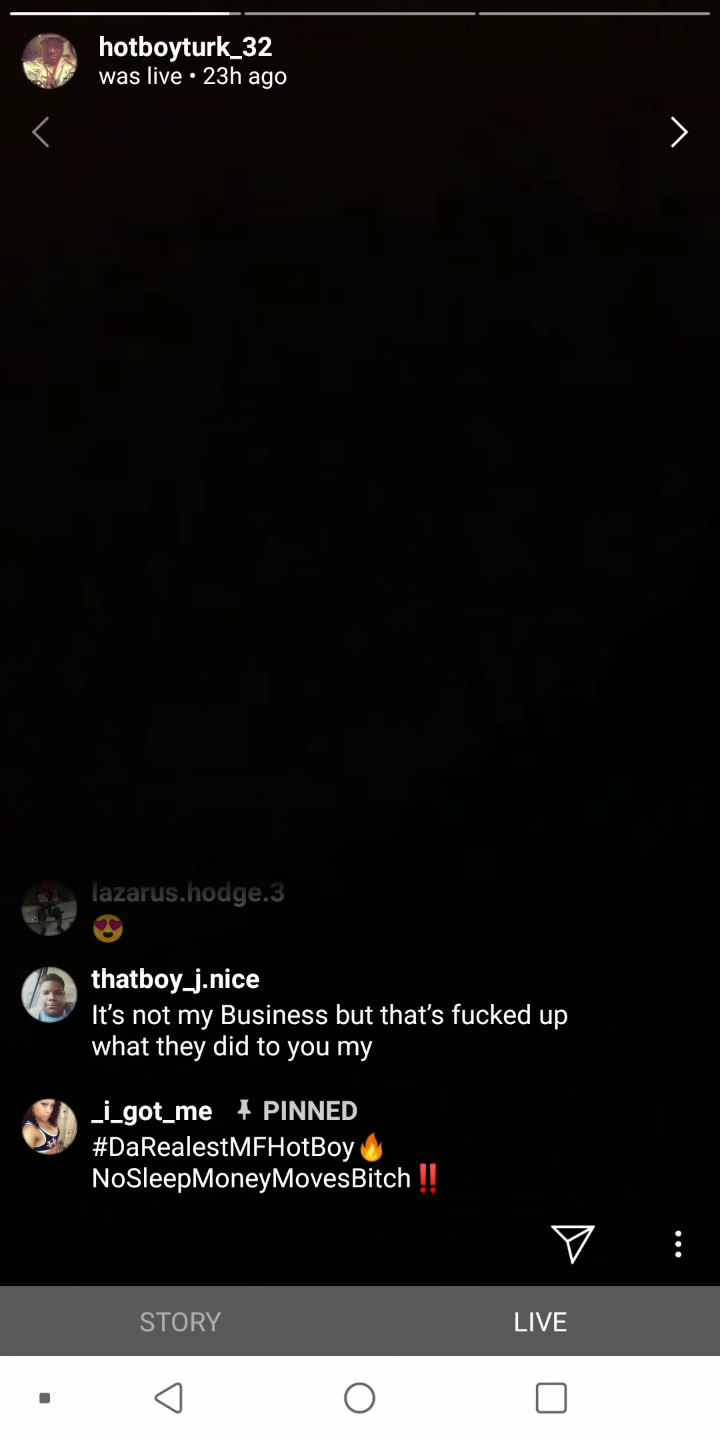 hotboyturk_32
was live • 23h ago
lazarus.hodge.3
😍
thatboy_j.nice
It’s not my Business but that’s fucked up
what they did to you my
_i_got_me PINNED
#DaRealestMFHotBoy🔥
NoSleepMoneyMovesBitch‼️
STORY LIVE